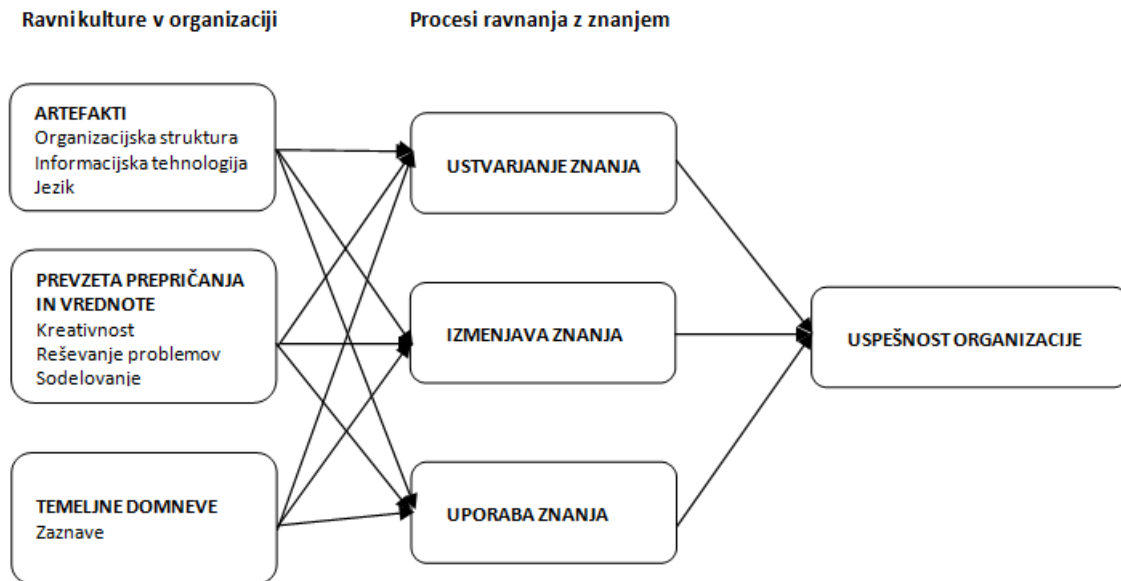 Ravni kulture v organizaciji
Procesi ravnanja z znanjem
ARTEFAKTI
Organizacijska struktura
Informacijska tehnologija
Jezik
PREVZETA PREPRIČANJA
IN VREDNOTE
Kreativnost
Reševanje problemov
Sodelovanje
TEMELJNE DOMNEVE
Zaznave
USTVARJANJE ZNANJA
IZMENJAVA ZNANJA
UPORABA ZNANJA
USPEŠNOST ORGANIZACIJE